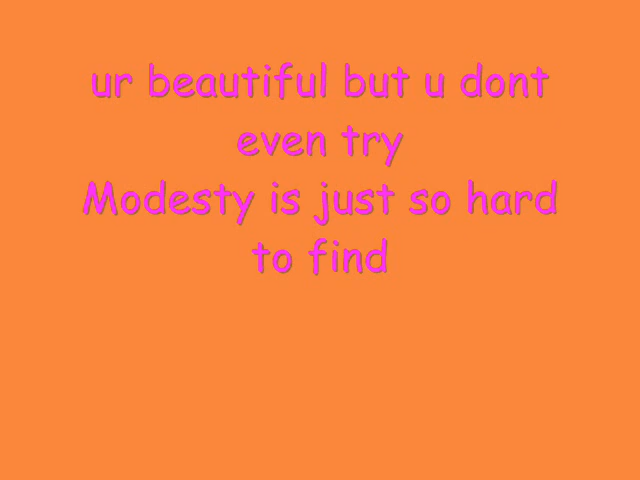 ur beautiful but u dont
even try
Modesty is just so hard
to find